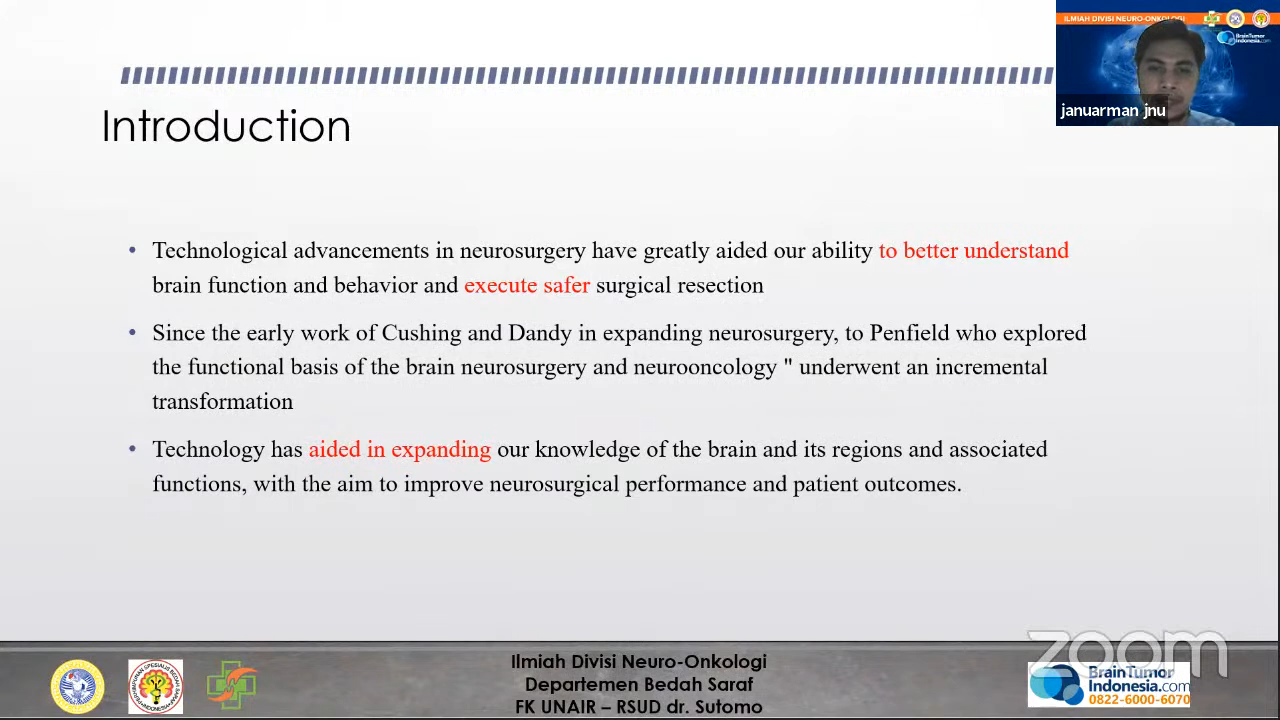 ILMIAH DIVISI NEURO-ONKOLOGI
BrainTumor
Indonesia.com
januarman jnu
Introduction
• Technological advancements in neurosurgery have greatly aided our ability to better understand
brain function and behavior and execute safer surgical resection
• Since the early work of Cushing and Dandy in expanding neurosurgery, to Penfield who explored
the functional basis of the brain neurosurgery and neurooncology " underwent an incremental
transformation
• Technology has aided in expanding our knowledge of the brain and its regions and associated
functions, with the aim to improve neurosurgical performance and patient outcomes.
zoom
Ilmiah Divisi Neuro-Onkologi
Departemen Bedah Saraf
FK UNAIR – RSUD dr. Sutomo
BrainTumor
Indonesia.com
0822-6000-6070